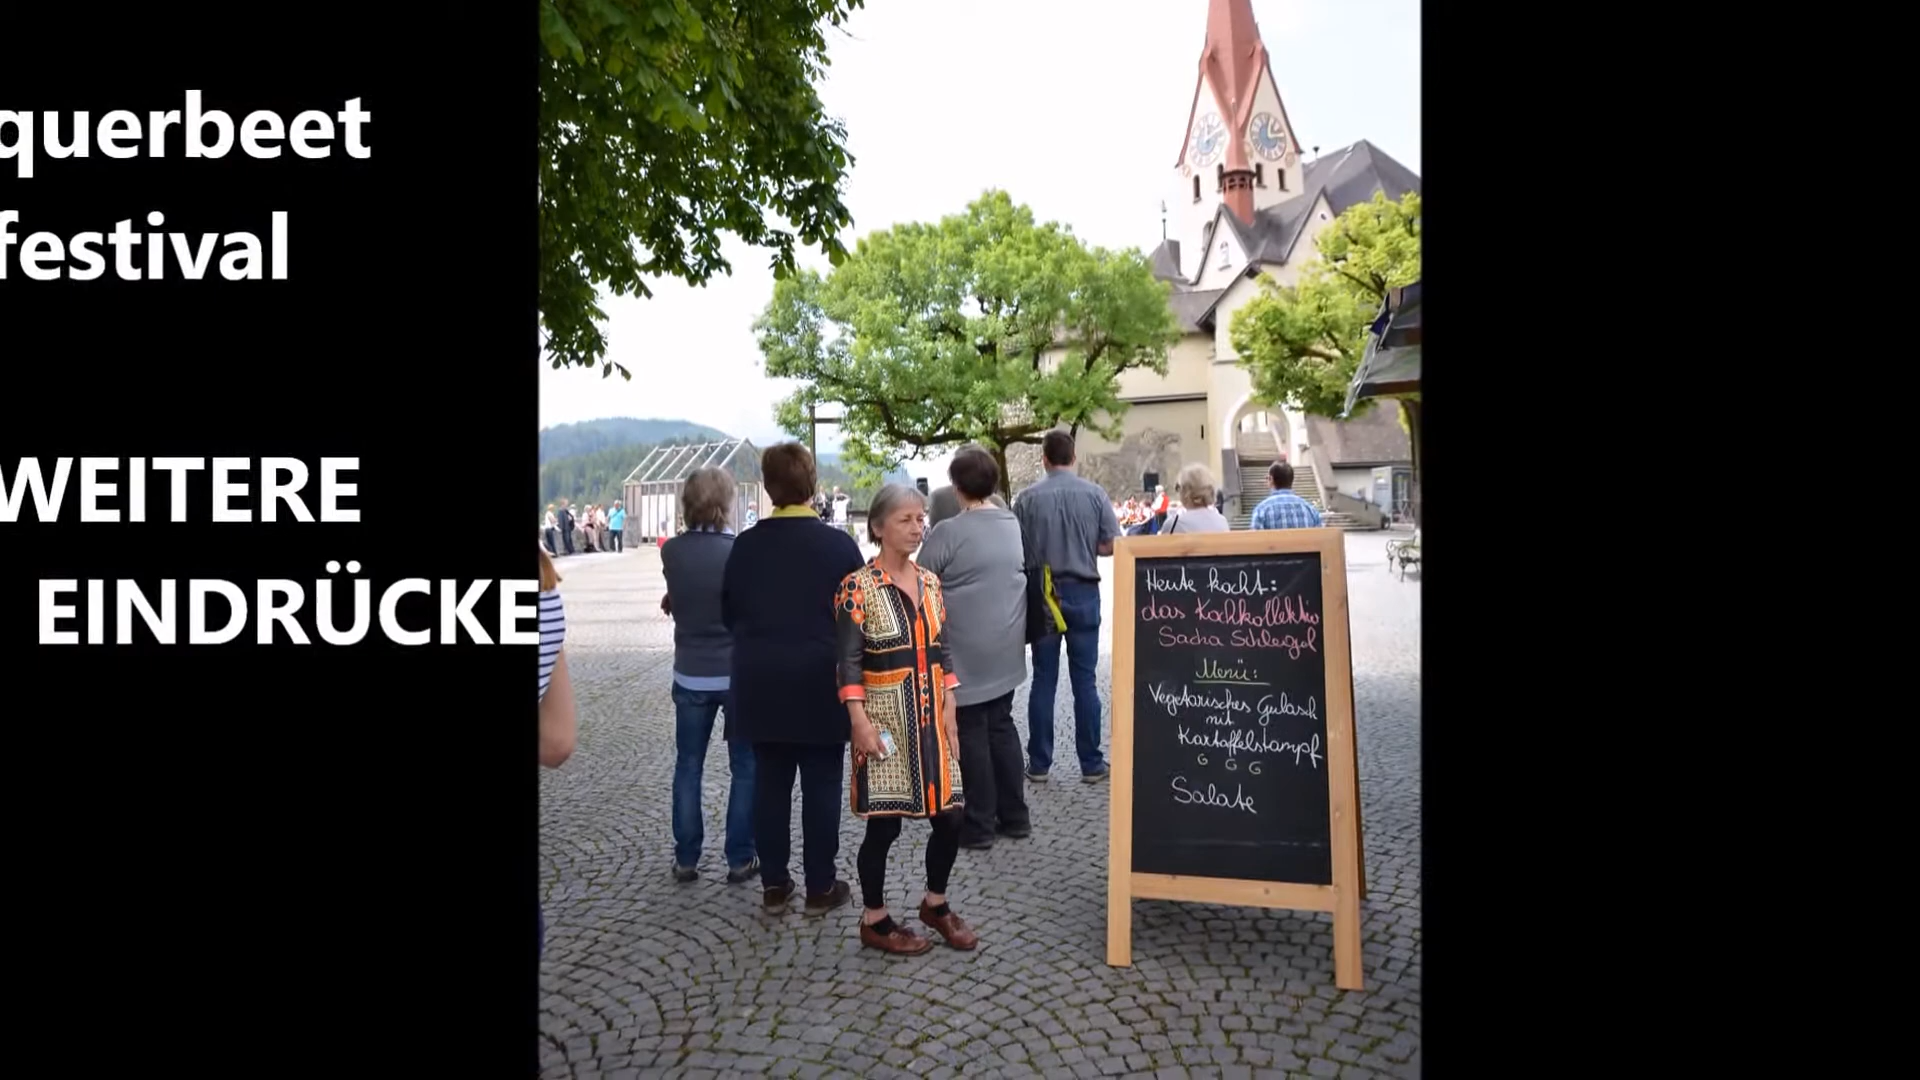 querbeet
festival
WEITERE
EINDRÜCKE
Heute kocht:
das Kochkollektiv
Sacha Schlegel
Menü:
Vegetarisches Gulasch
mit
Kartoffelstampf
G G G
Salate